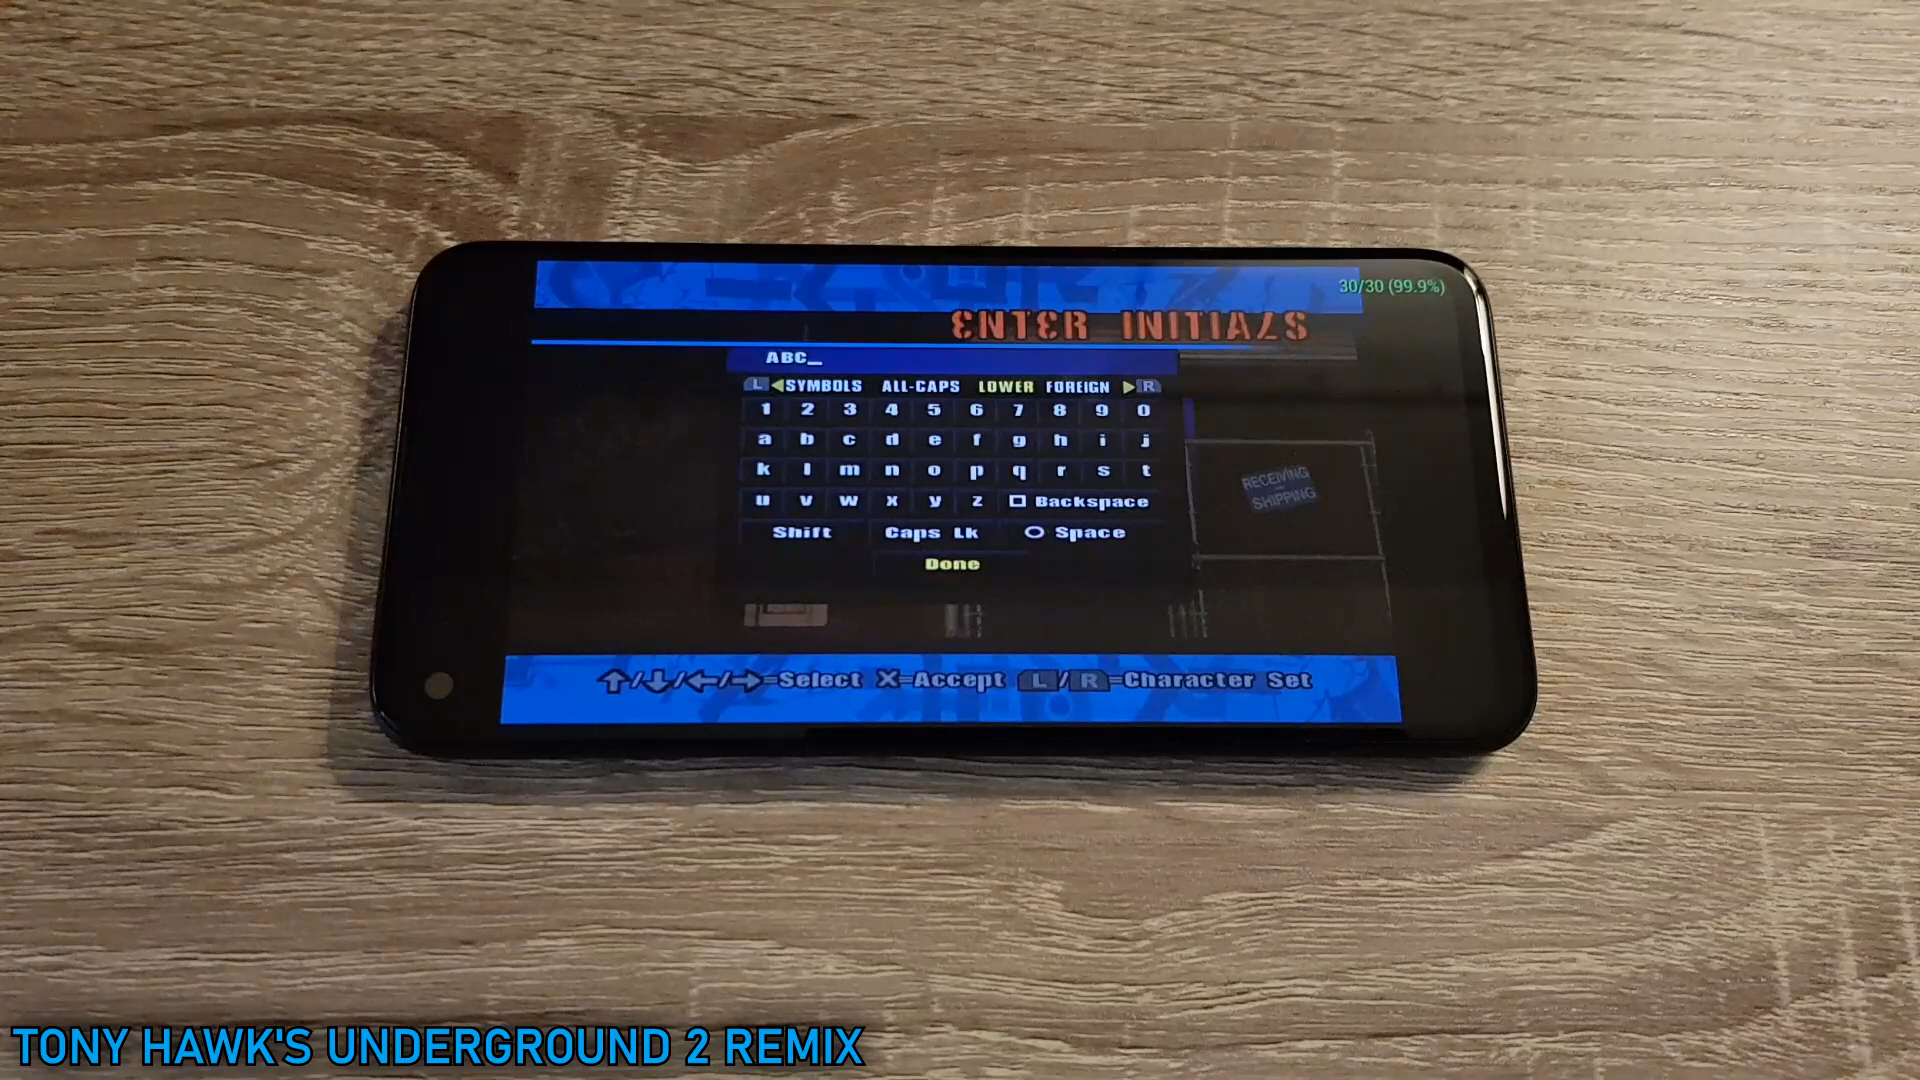 30/30 (99.9%)
ENTER INITIALS
ABC_
L SYMBOLS ALL-CAPS LOWER FOREIGN R
1 2 3 4 5 6 7 8 9 0
a b c d e f g h i j
k l m n o p q r s t
u v w x y z Backspace
Shift Caps Lk Space
Done
RECEIVING
SHIPPING
↑/↓/←/→=Select X=Accept L/R=Character Set
TONY HAWK'S UNDERGROUND 2 REMIX